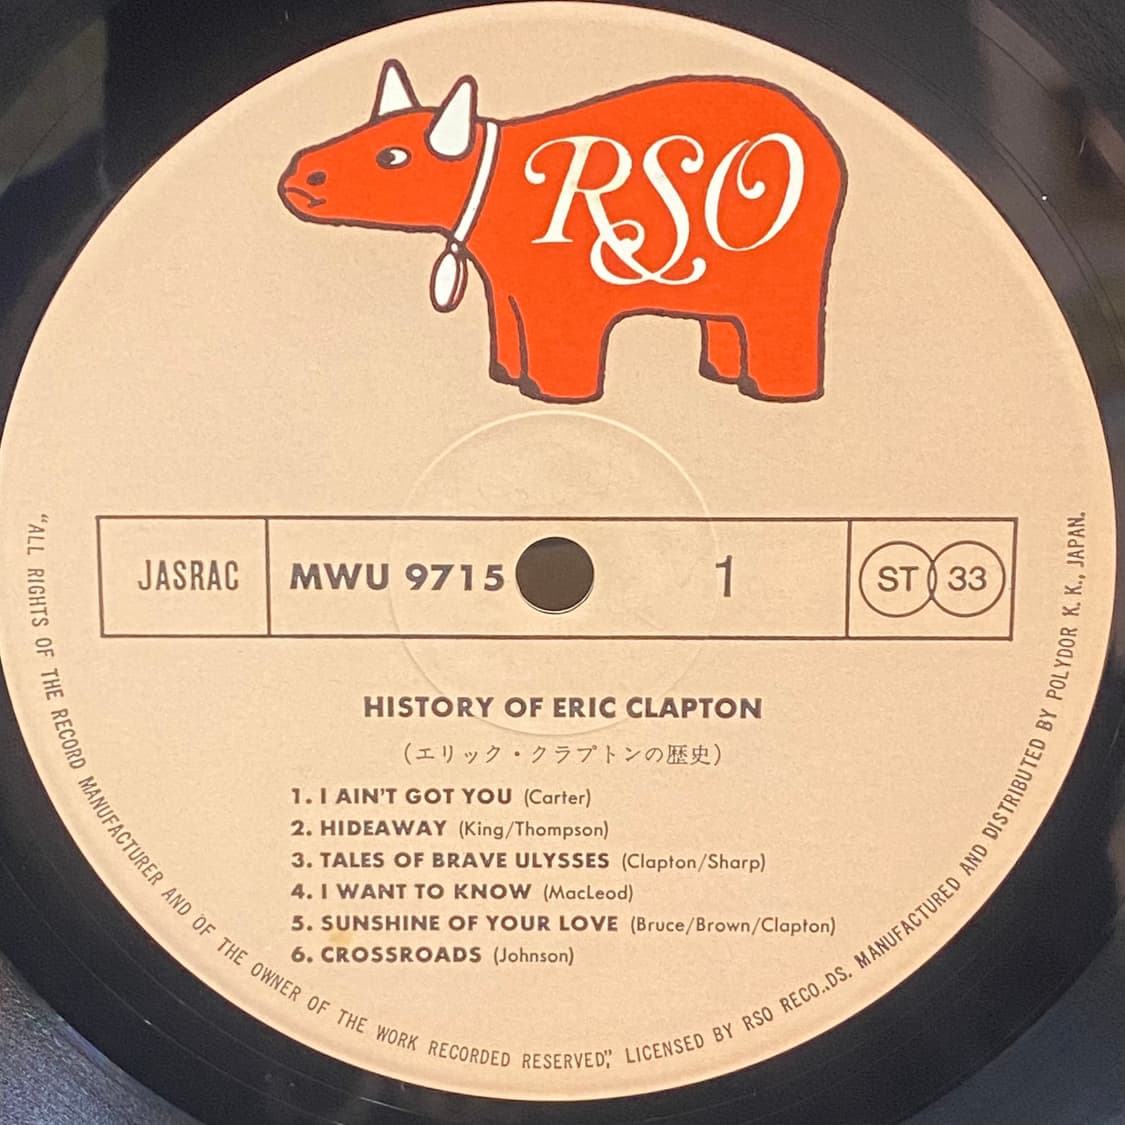 RSO
JASRAC MWU 9715 1 ST 33
HISTORY OF ERIC CLAPTON
(エリック・クラプトンの歴史)
1. I AIN'T GOT YOU (Carter)
2. HIDEAWAY (King/Thompson)
3. TALES OF BRAVE ULYSSES (Clapton/Sharp)
4. I WANT TO KNOW (MacLeod)
5. SUNSHINE OF YOUR LOVE (Bruce/Brown/Clapton)
6. CROSSROADS (Johnson)
"ALL RIGHTS OF THE RECORD MANUFACTURER AND OF THE OWNER OF THE WORK RECORDED RESERVED," LICENSED BY RSO RECO..DS. MANUFACTURED AND DISTRIBUTED BY POLYDOR K. K., JAPAN.